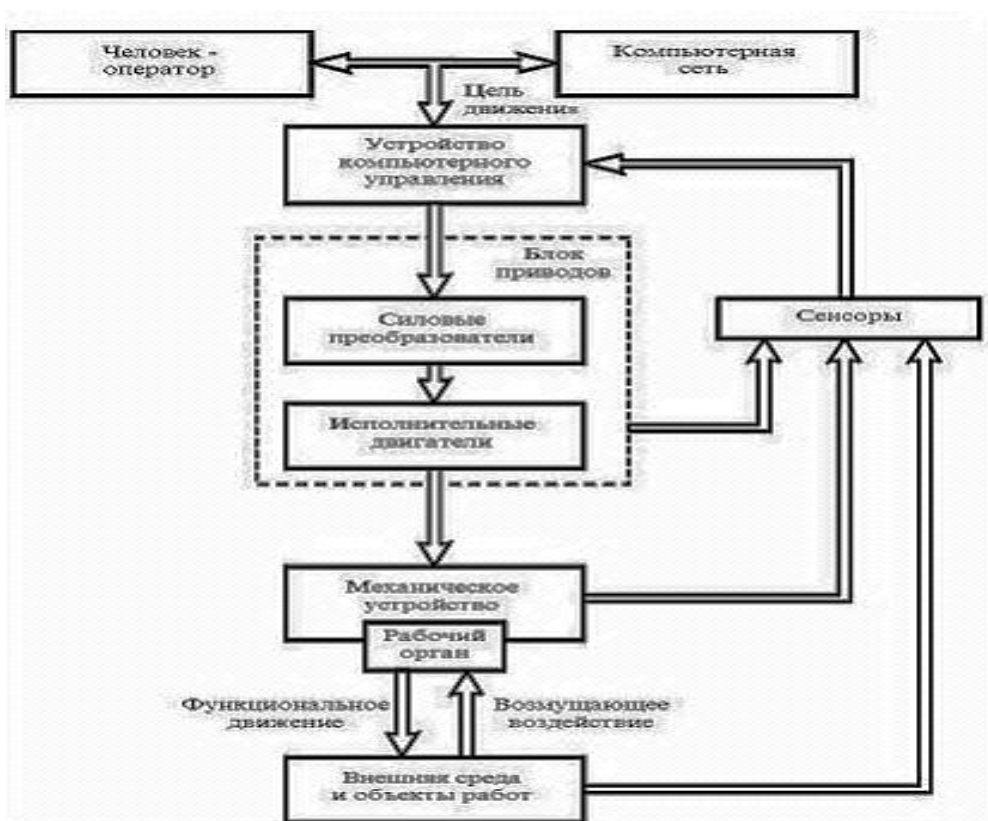 Человек -
оператор
Компьютерная
сеть
Цель
движения
Устройство
компьютерного
управления
Блок
приводов
Силовые
преобразователи
Сенсоры
Исполнительные
двигатели
Механическое
устройство
Рабочий
орган
Функциональное
движение
Возмущающее
воздействие
Внешняя среда
и объекты работ